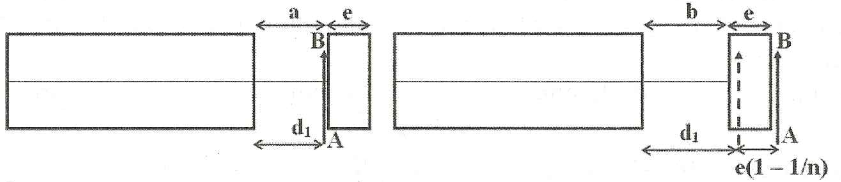 a e b e
B B
d₁ A d₁ A
e(1 – 1/n)